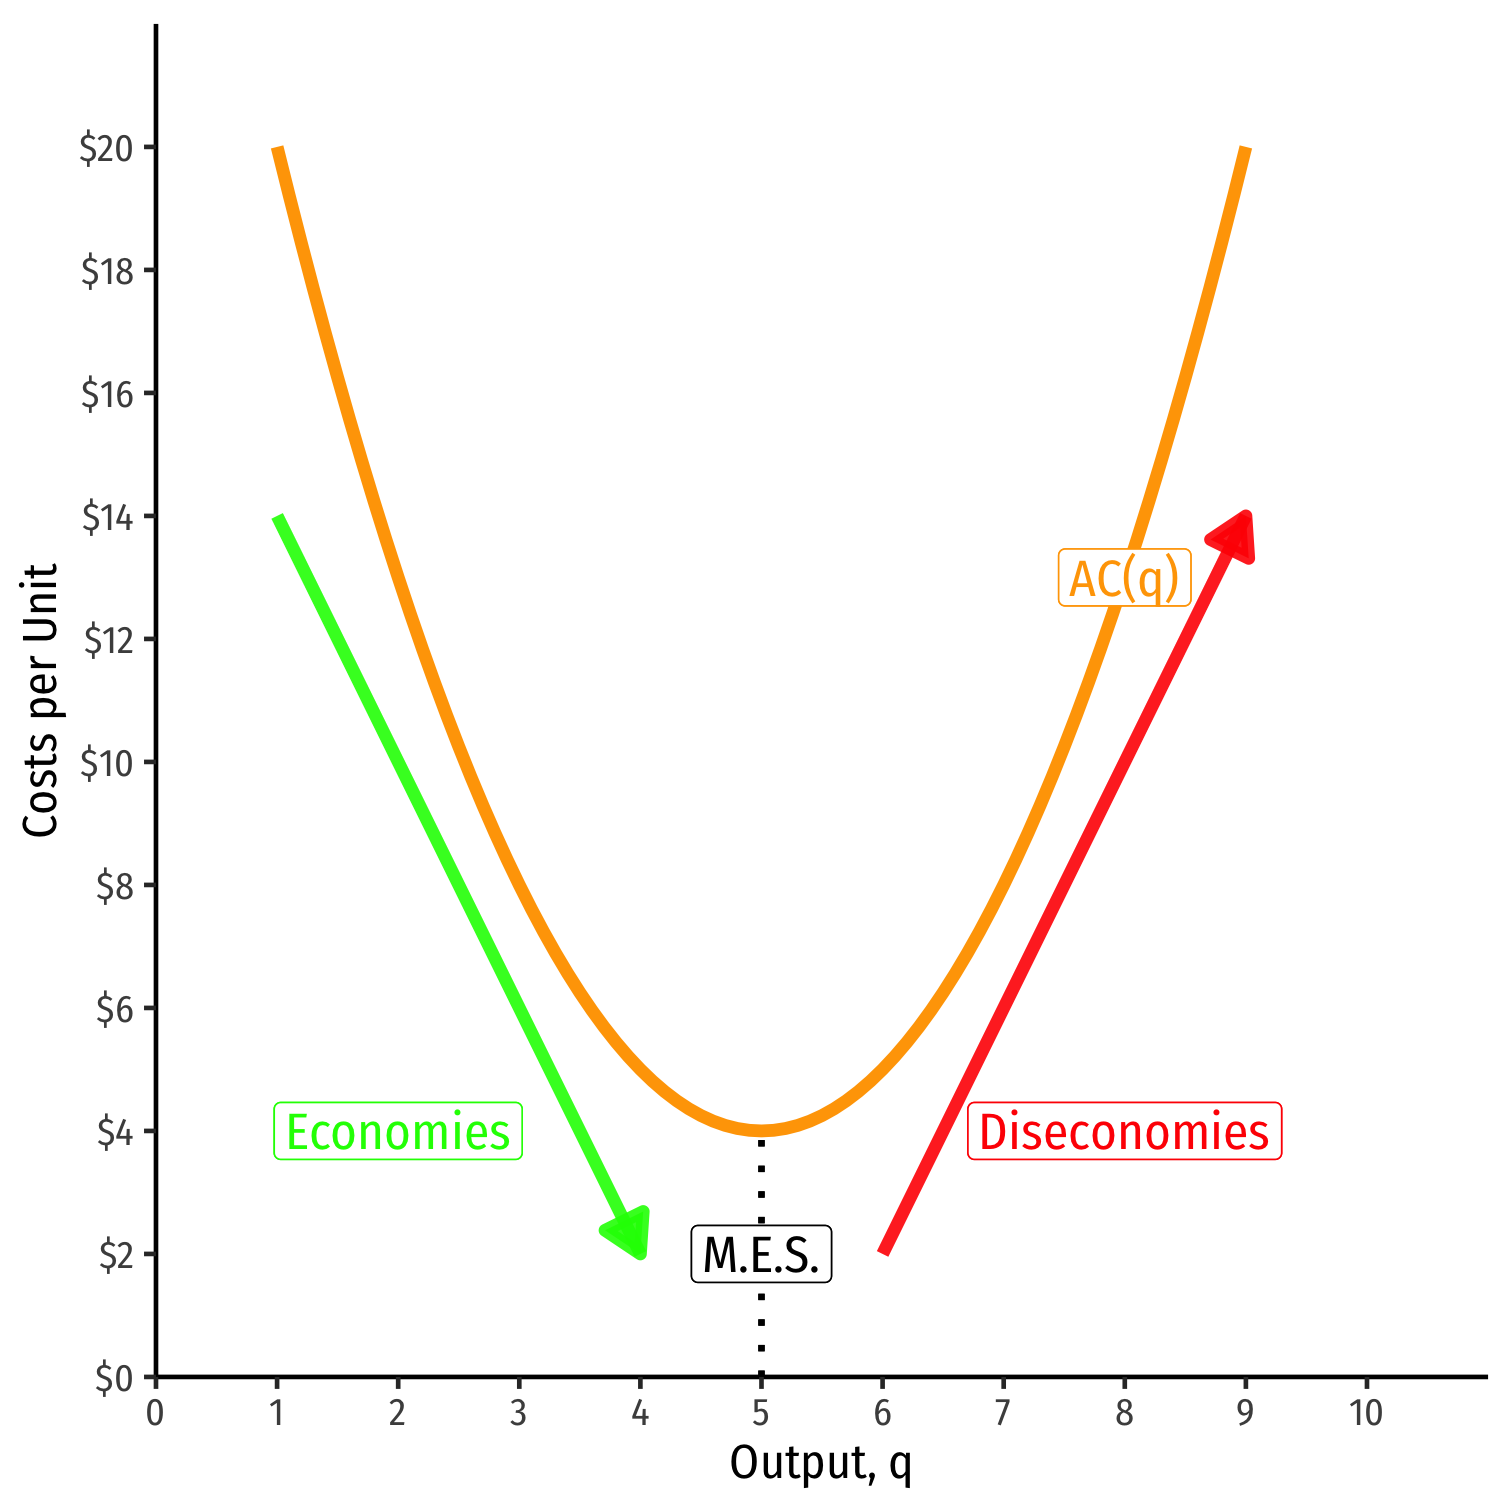 $20
$18
$16
$14
$12
$10
$8
$6
$4
$2
$0
Costs per Unit
AC(q)
Economies
Diseconomies
M.E.S.
0 1 2 3 4 5 6 7 8 9 10
Output, q